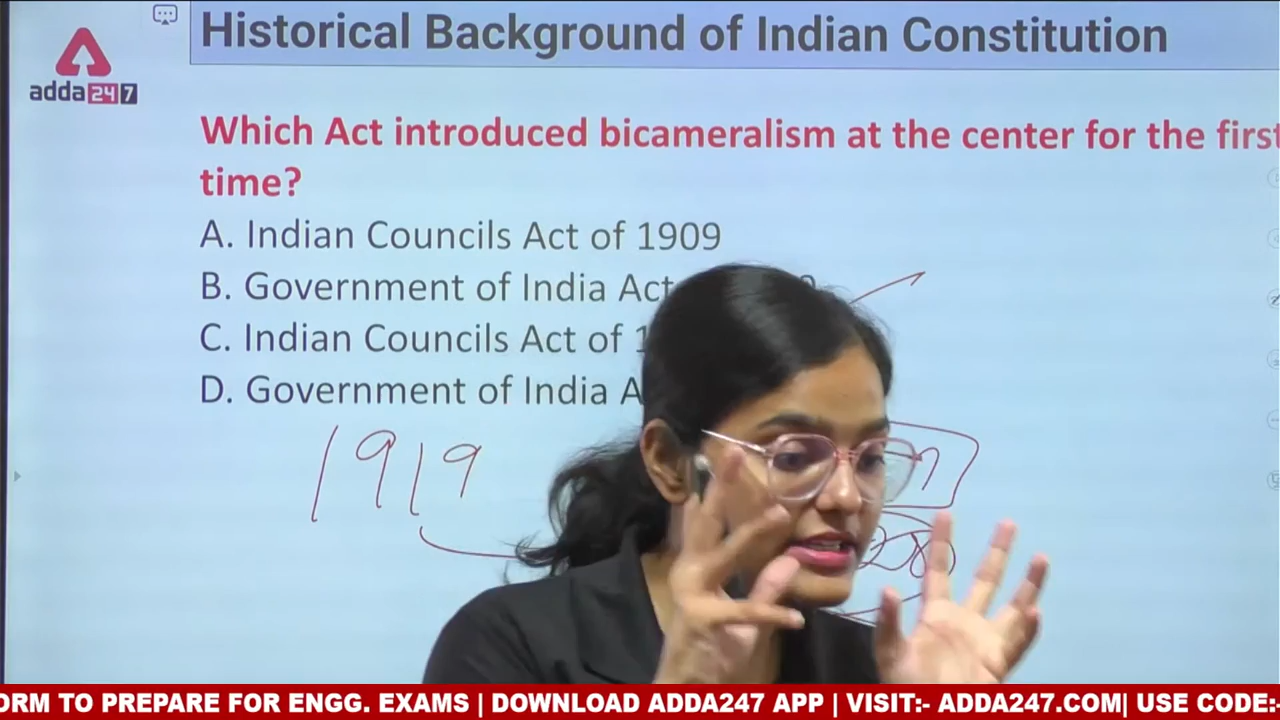 Historical Background of Indian Constitution
adda247
Which Act introduced bicameralism at the center for the first
time?
A. Indian Councils Act of 1909
B. Government of India Act
C. Indian Councils Act of
D. Government of India
1919
28
ORM TO PREPARE FOR ENGG. EXAMS | DOWNLOAD ADDA247 APP | VISIT:- ADDA247.COM| USE CODE:-